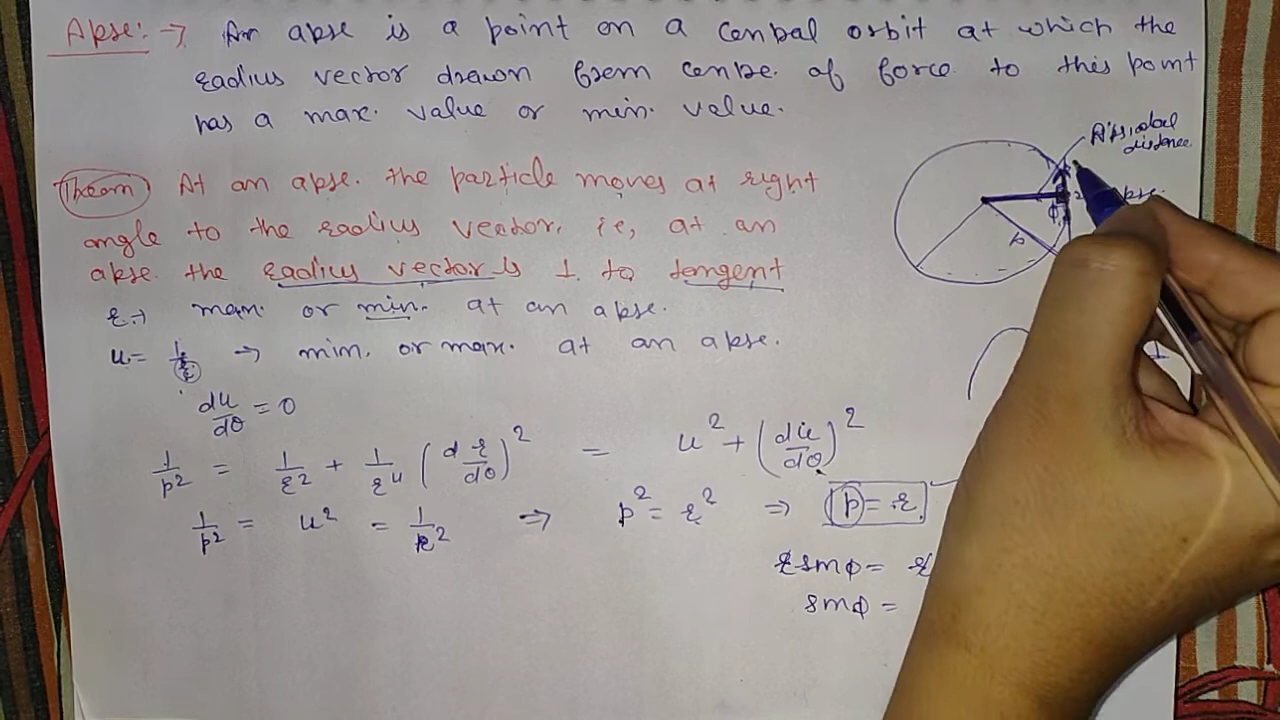 Apse: → An apse is a point on a central orbit at which the
radius vector drawn from centre of force to this point
has a max. value or min. value.
Apsidal
distance
Theorem At an apse. the particle moves at right
angle to the radius vector. ie, at an
apse the radius vector is ⊥ to tangent
r → max. or min. at an apse.
u = 1/r → min. or max. at an apse.
du/dθ = 0
1/p² = 1/r² + 1/r⁴ (dr/dθ)² = u² + (du/dθ)²
1/p² = u² = 1/r² ⇒ p² = r² ⇒ p = r.
r sin φ = r
sin φ =
φ
p